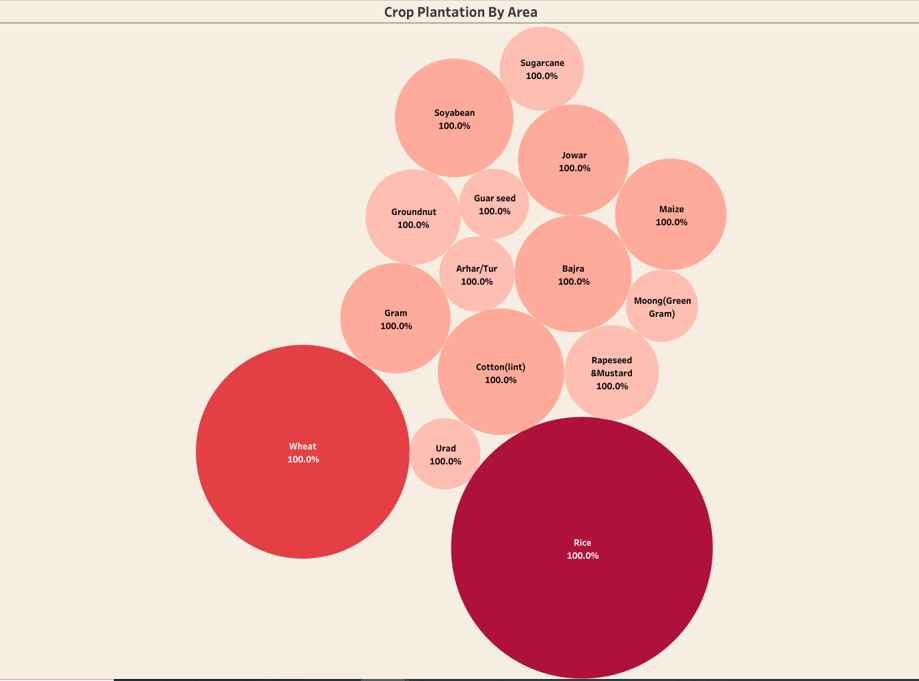 Crop Plantation By Area
Sugarcane
100.0%
Soyabean
100.0%
Jowar
100.0%
Guar seed
100.0%
Groundnut
100.0%
Maize
100.0%
Arhar/Tur
100.0%
Bajra
100.0%
Moong(Green
Gram)
Gram
100.0%
Cotton(lint)
100.0%
Rapeseed
&Mustard
100.0%
Wheat
100.0%
Urad
100.0%
Rice
100.0%